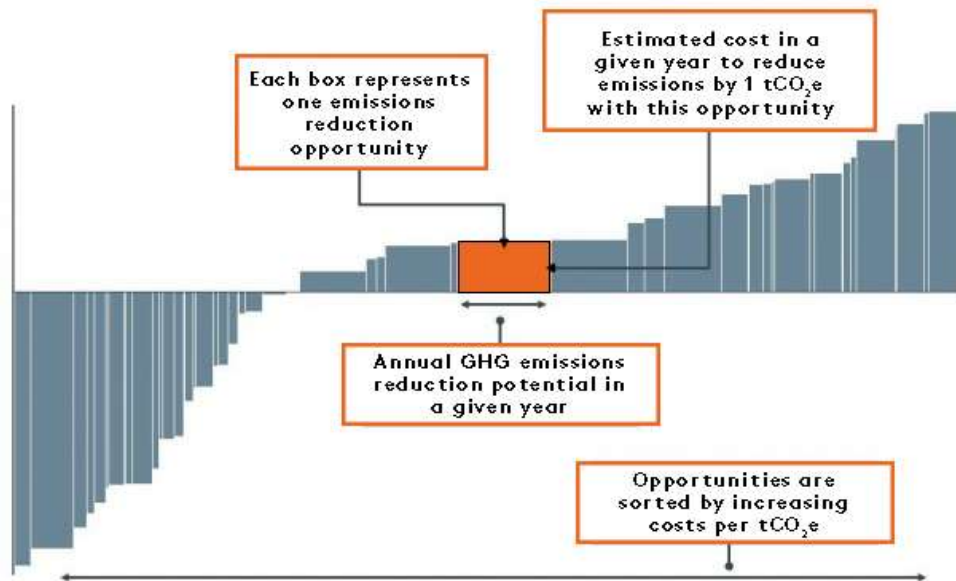 Each box represents
one emissions
reduction
opportunity
Estimated cost in a
given year to reduce
emissions by 1 tCO₂e
with this opportunity
Annual GHG emissions
reduction potential in
a given year
Opportunities are
sorted by increasing
costs per tCO₂e